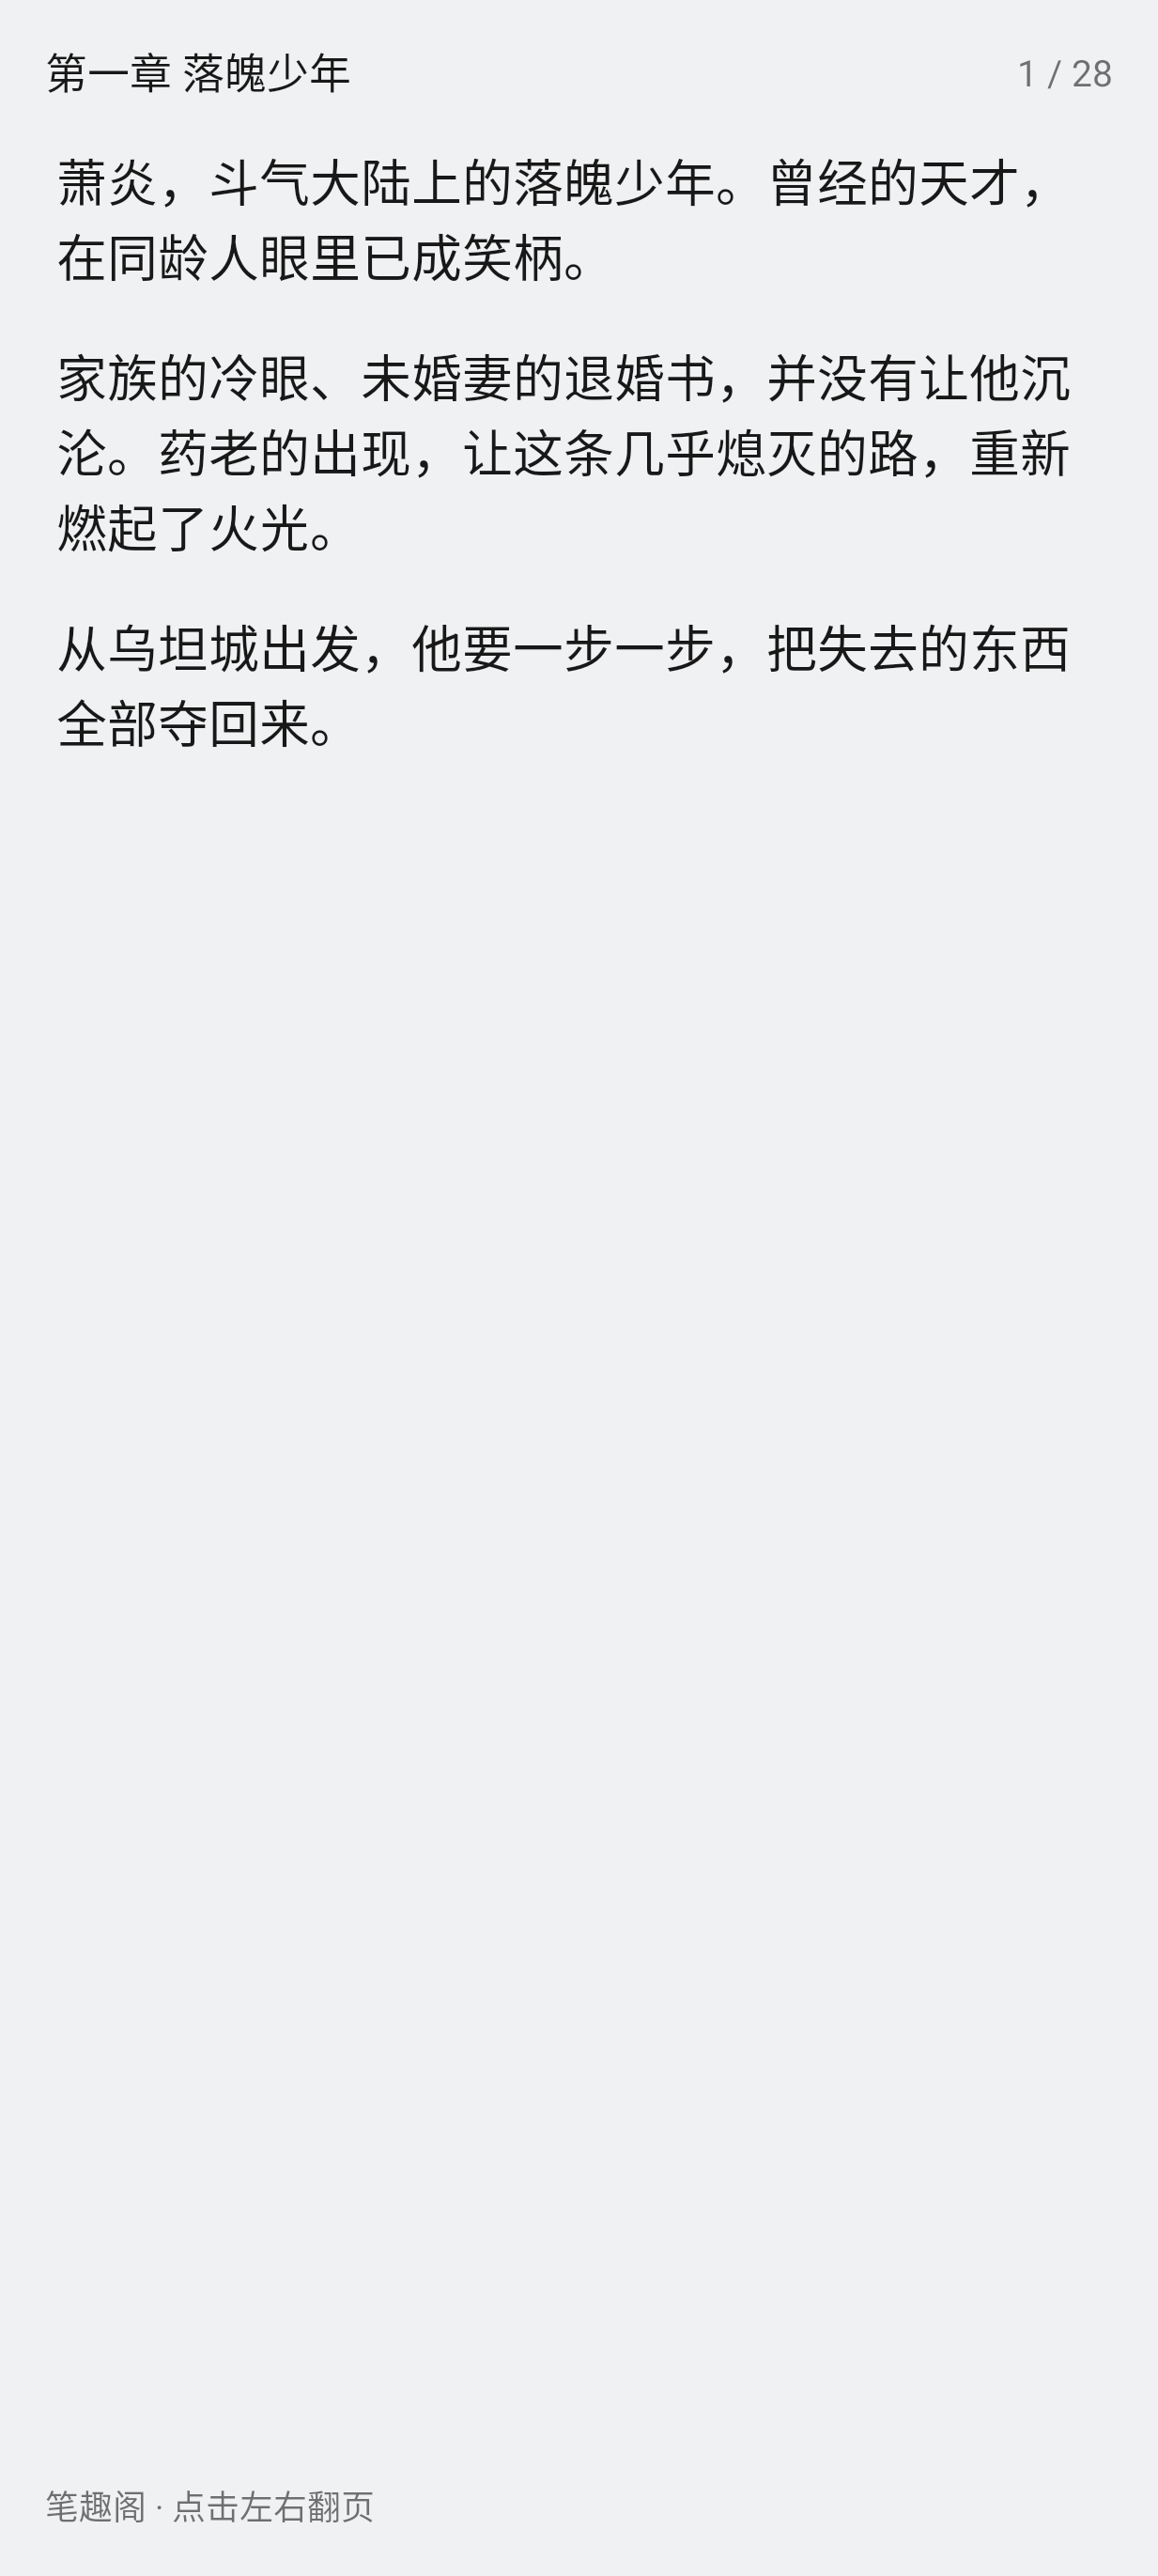 第一章 落魄少年
1 / 28
萧炎，斗气大陆上的落魄少年。曾经的天才，
在同龄人眼里已成笑柄。
家族的冷眼、未婚妻的退婚书，并没有让他沉
沦。药老的出现，让这条几乎熄灭的路，重新
燃起了火光。
从乌坦城出发，他要一步一步，把失去的东西
全部夺回来。
笔趣阁 · 点击左右翻页